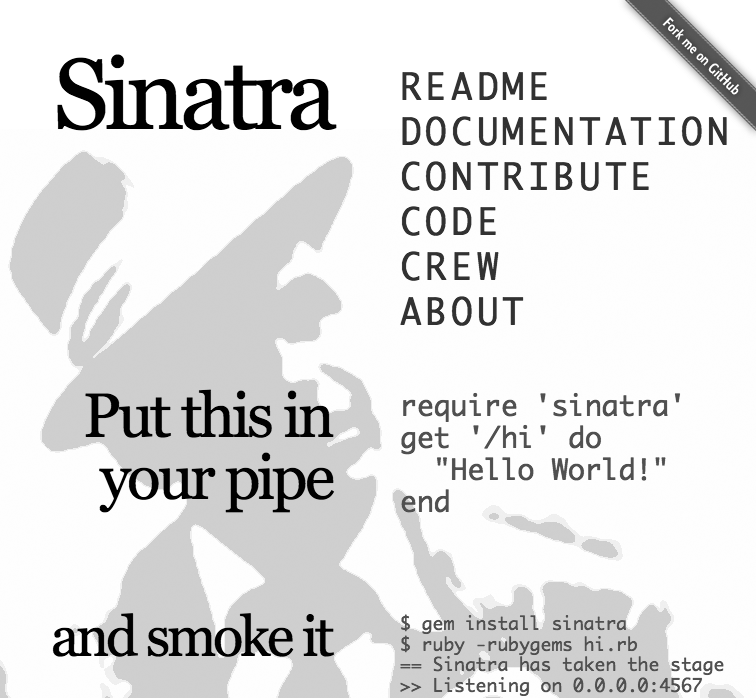 Fork me on GitHub
Sinatra
README
DOCUMENTATION
CONTRIBUTE
CODE
CREW
ABOUT
Put this in
your pipe
require 'sinatra'
get '/hi' do
  "Hello World!"
end
and smoke it
$ gem install sinatra
$ ruby -rubygems hi.rb
== Sinatra has taken the stage
>> Listening on 0.0.0.0:4567